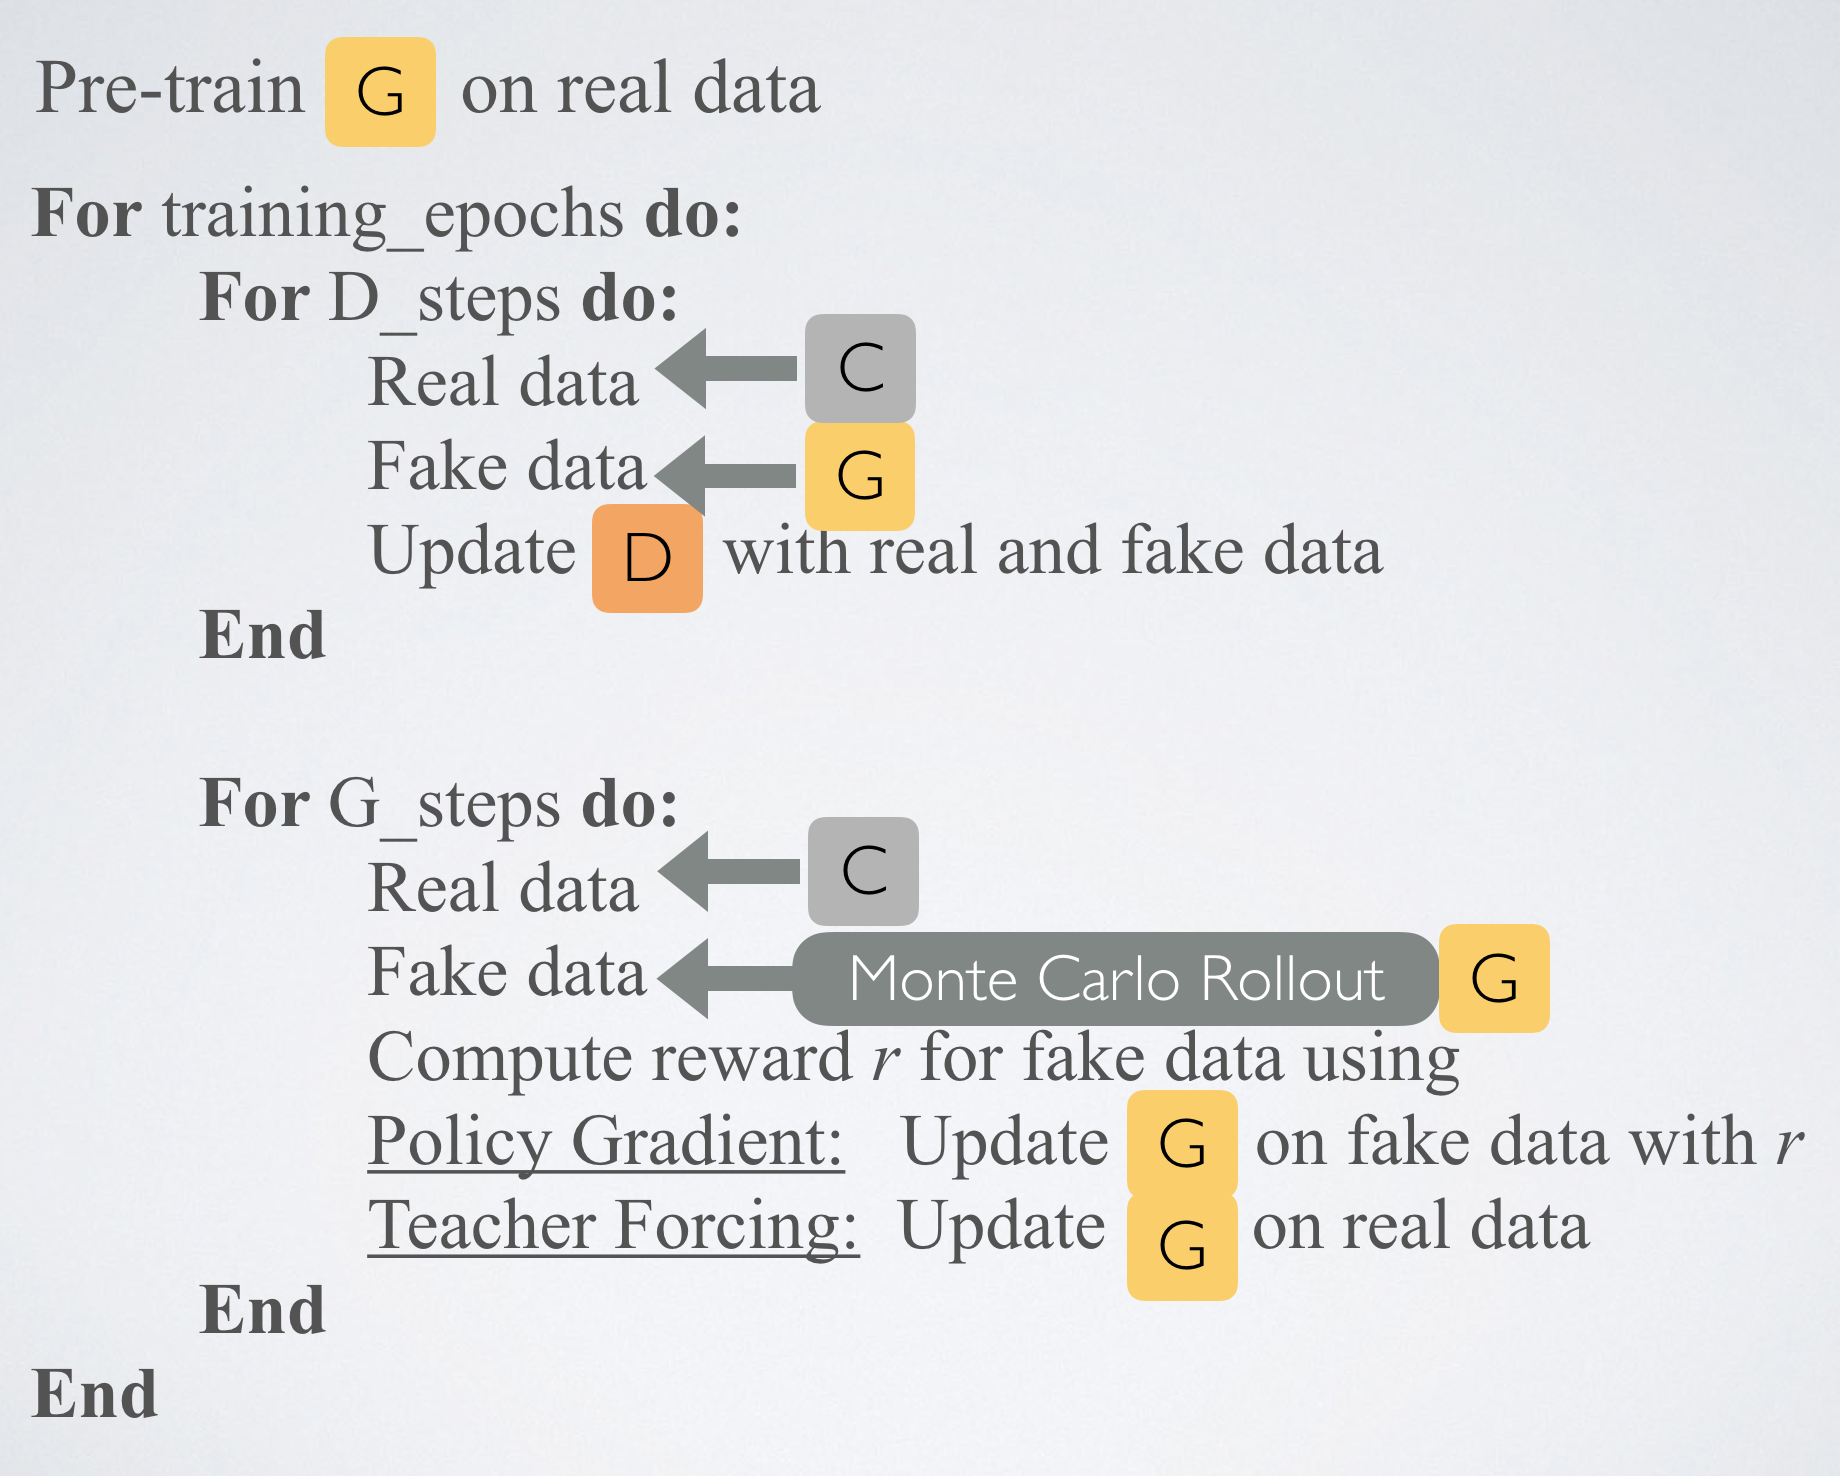 Pre-train G on real data
For training_epochs do:
For D_steps do:
Real data C
Fake data G
Update D with real and fake data
End
For G_steps do:
Real data C
Fake data Monte Carlo Rollout G
Compute reward r for fake data using
Policy Gradient: Update G on fake data with r
Teacher Forcing: Update G on real data
End
End